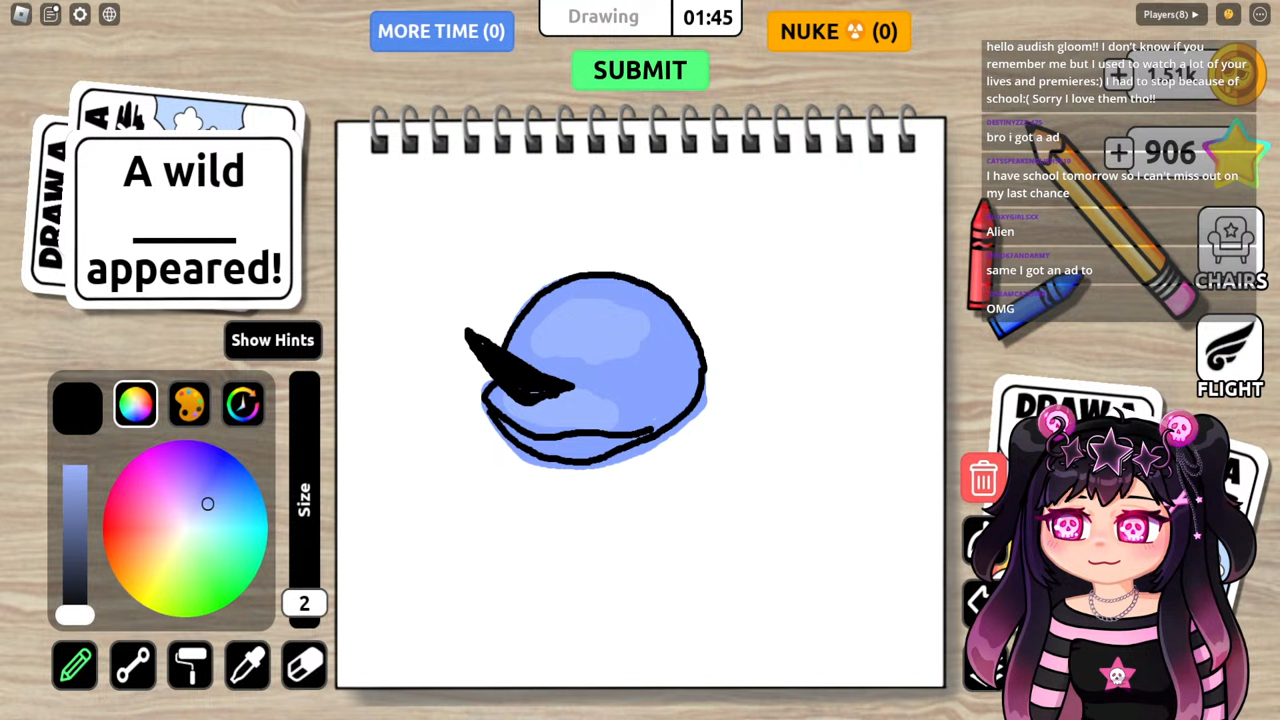 Players(8)
MORE TIME (0)
Drawing
01:45
NUKE (0)
SUBMIT
hello audish gloom!! I don't know if you
remember me but I used to watch a lot of your
lives and premieres:) I had to stop because of
school:( Sorry I love them tho!!
bro i got a ad
I have school tomorrow so I can't miss out on
my last chance
Alien
same I got an ad to
OMG
1.51k
906
CHAIRS
FLIGHT
DRAW A
DRAW A
A wild
appeared!
Show Hints
Size
2